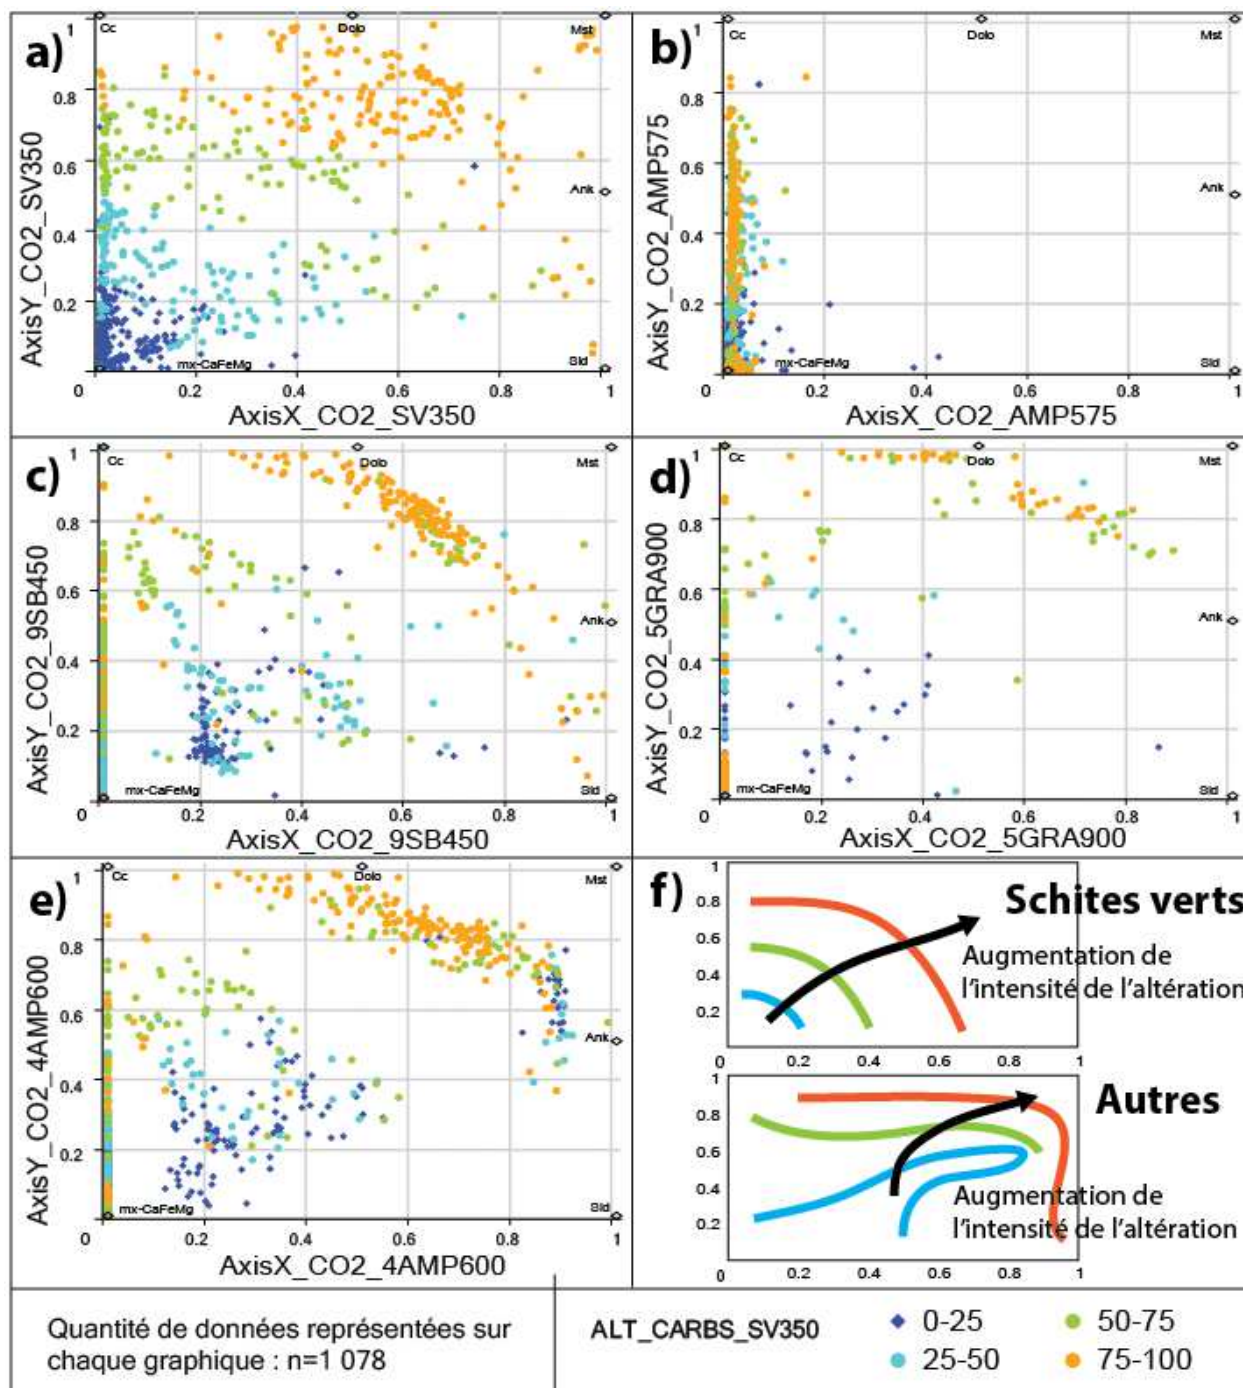 a)
1
0.8
0.6
0.4
0.2
0
0.2
0.4
0.6
0.8
1
Cc
Dolo
Mst
Ank
Sid
mx-CaFeMg
AxisY_CO2_SV350
AxisX_CO2_SV350
b)
1
0.8
0.6
0.4
0.2
0
0.2
0.4
0.6
0.8
1
Cc
Dolo
Mst
Ank
Sid
mx-CaFeMg
AxisY_CO2_AMP575
AxisX_CO2_AMP575
c)
1
0.8
0.6
0.4
0.2
0
0.2
0.4
0.6
0.8
1
Cc
Dolo
Mst
Ank
Sid
mx-CaFeMg
AxisY_CO2_9SB450
AxisX_CO2_9SB450
d)
1
0.8
0.6
0.4
0.2
0
0.2
0.4
0.6
0.8
1
Cc
Dolo
Mst
Ank
Sid
mx-CaFeMg
AxisY_CO2_5GRA900
AxisX_CO2_5GRA900
e)
1
0.8
0.6
0.4
0.2
0
0.2
0.4
0.6
0.8
1
Cc
Dolo
Mst
Ank
Sid
mx-CaFeMg
AxisY_CO2_4AMP600
AxisX_CO2_4AMP600
f)
1
0.8
0.6
0.4
0.2
0
0.2
0.4
0.6
0.8
1
Schites verts
Augmentation de
l'intensité de l'altération
1
0.8
0.6
0.4
0.2
0
0.2
0.4
0.6
0.8
1
Autres
Augmentation de
l'intensité de l'altération
Quantité de données représentées sur
chaque graphique : n=1 078
ALT_CARBS_SV350
0-25
50-75
25-50
75-100